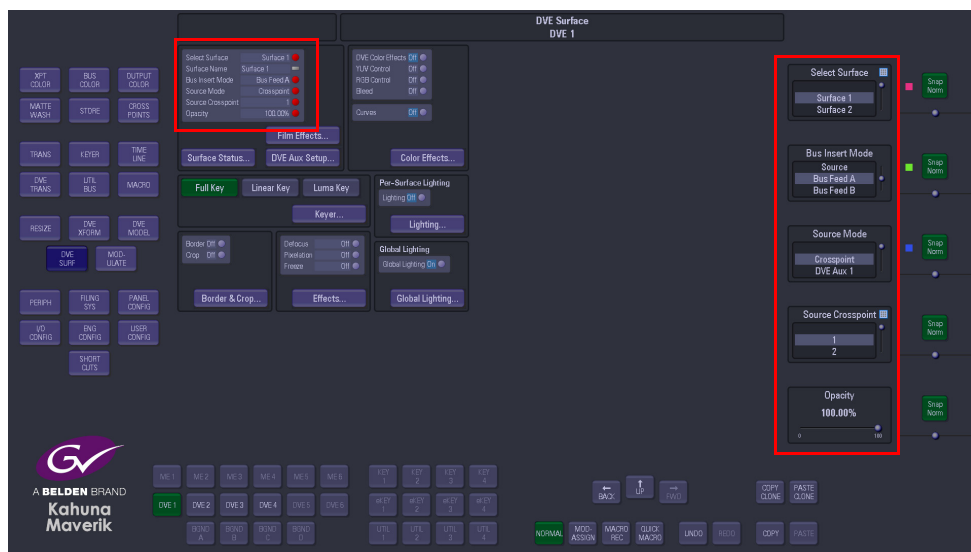 DVE Surface
DVE 1
Select Surface Surface 1
Surface Name Surface 1
Bus Insert Mode Bus Feed A
Source Mode Crosspoint
Source Crosspoint 1
Opacity 100.00%
Film Effects...
Surface Status... DVE Aux Setup...
DVE Color Effects Off
YUV Control Off
RGB Control Off
Bleed Off
Curves Off
Color Effects...
Full Key Linear Key Luma Key
Keyer...
Per-Surface Lighting
Lighting Off
Lighting...
Border Off
Crop Off
Defocus Off
Pixelation Off
Freeze Off
Border & Crop... Effects...
Global Lighting
Global Lighting On
Global Lighting...
XPT COLOR
BUS COLOR
OUTPUT COLOR
MATTE WASH
STORE
CROSS POINTS
TRANS
KEYER
TIME LINE
DVE TRANS
UTIL BUS
MACRO
RESIZE
DVE XFORM
DVE MODEL
DVE SURF
MOD-ULATE
PERIPH
FILING SYS
PANEL CONFIG
I/O CONFIG
ENG CONFIG
USER CONFIG
SHORT CUTS
Select Surface
Surface 1
Surface 2
Snap Norm
Bus Insert Mode
Source
Bus Feed A
Bus Feed B
Snap Norm
Source Mode
Crosspoint
DVE Aux 1
Snap Norm
Source Crosspoint
1
2
Snap Norm
Opacity
100.00%
0 100
Snap Norm
GV
A BELDEN BRAND
Kahuna
Maverik
ME 1 ME 2 ME 3 ME 4 ME 5 ME 6
DVE 1 DVE 2 DVE 3 DVE 4 DVE 5 DVE 6
BGND A BGND B BGND C BGND D
KEY 1 KEY 2 KEY 3 KEY 4
eKEY 1 eKEY 2 eKEY 3 eKEY 4
UTIL 1 UTIL 2 UTIL 3 UTIL 4
BACK UP FWD
COPY CLONE PASTE CLONE
NORMAL MOD-ASSIGN MACRO REC QUICK MACRO UNDO REDO COPY PASTE